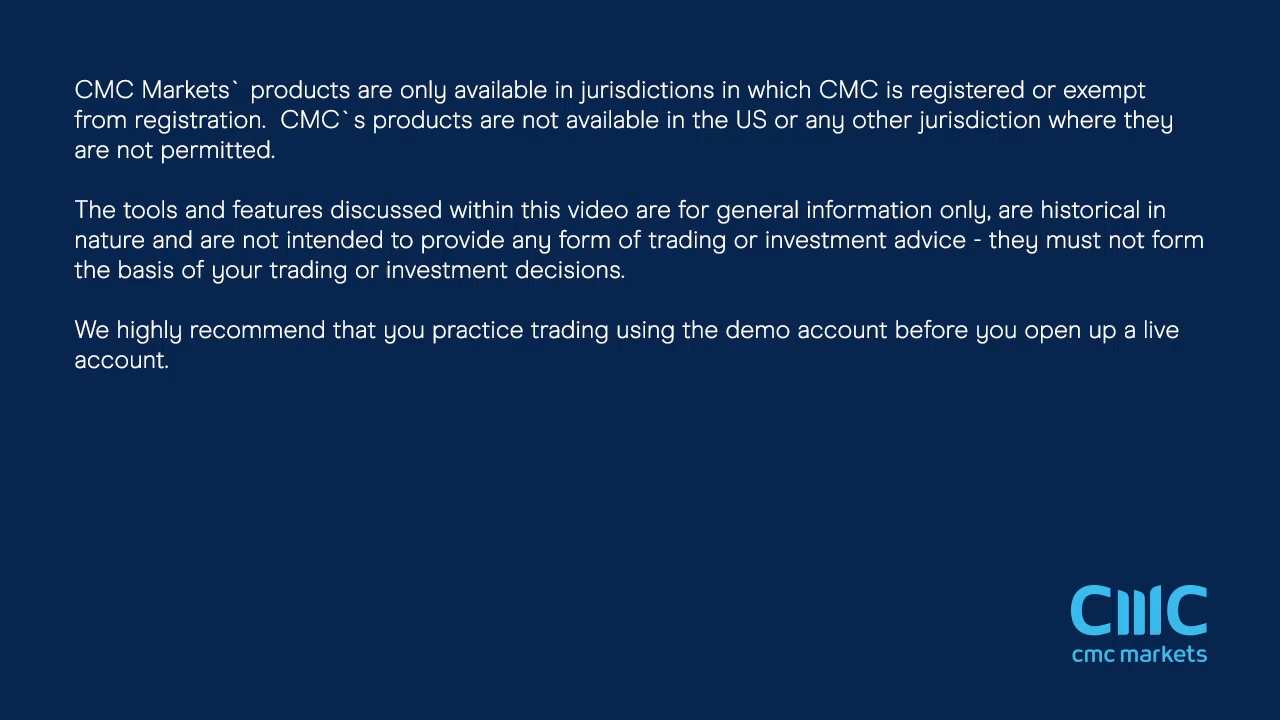 CMC Markets` products are only available in jurisdictions in which CMC is registered or exempt
from registration.  CMC`s products are not available in the US or any other jurisdiction where they
are not permitted.
The tools and features discussed within this video are for general information only, are historical in
nature and are not intended to provide any form of trading or investment advice - they must not form
the basis of your trading or investment decisions.
We highly recommend that you practice trading using the demo account before you open up a live
account.
CMC
cmc markets